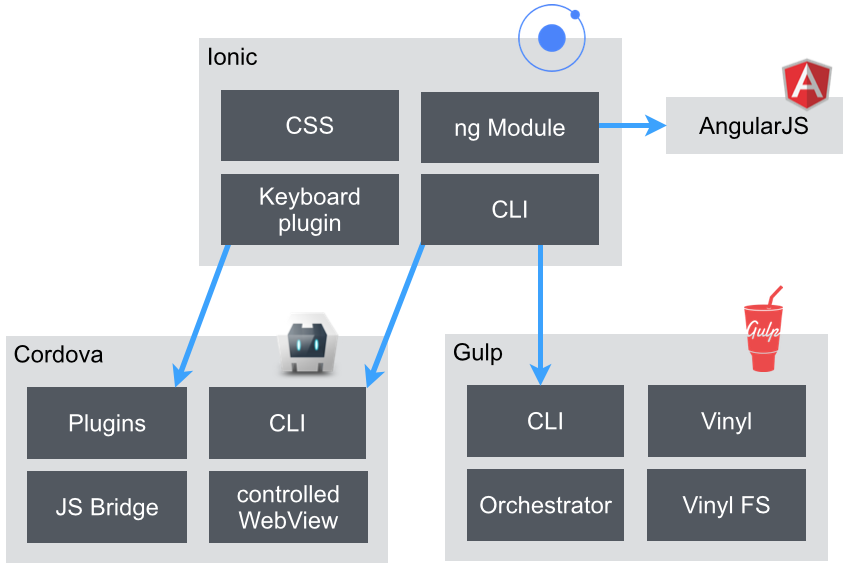 Ionic
CSS
ng Module
AngularJS
Keyboard
plugin
CLI
Cordova
Gulp
Gulp
Plugins
CLI
CLI
Vinyl
JS Bridge
controlled
WebView
Orchestrator
Vinyl FS
A